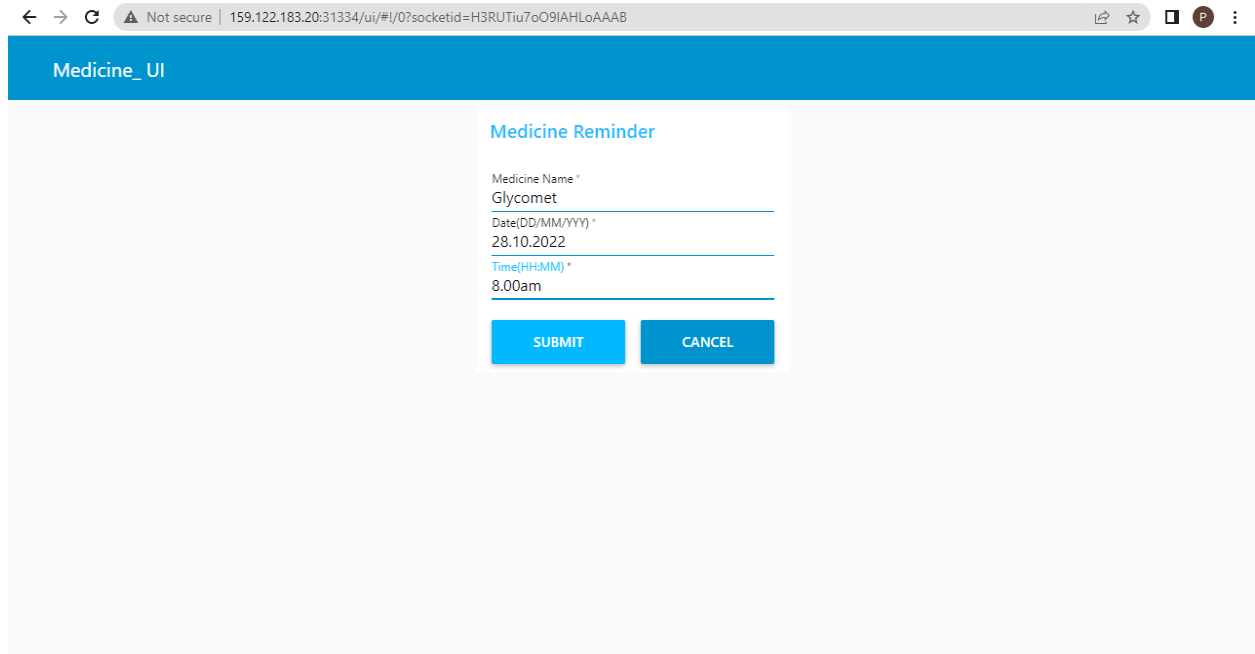 Not secure | 159.122.183.20:31334/ui/#!/0?socketid=H3RUTiu7oO9IAHLoAAAB
P
Medicine_ UI
Medicine Reminder
Medicine Name *
Glycomet
Date(DD/MM/YYY) *
28.10.2022
Time(HH:MM) *
8.00am
SUBMIT CANCEL